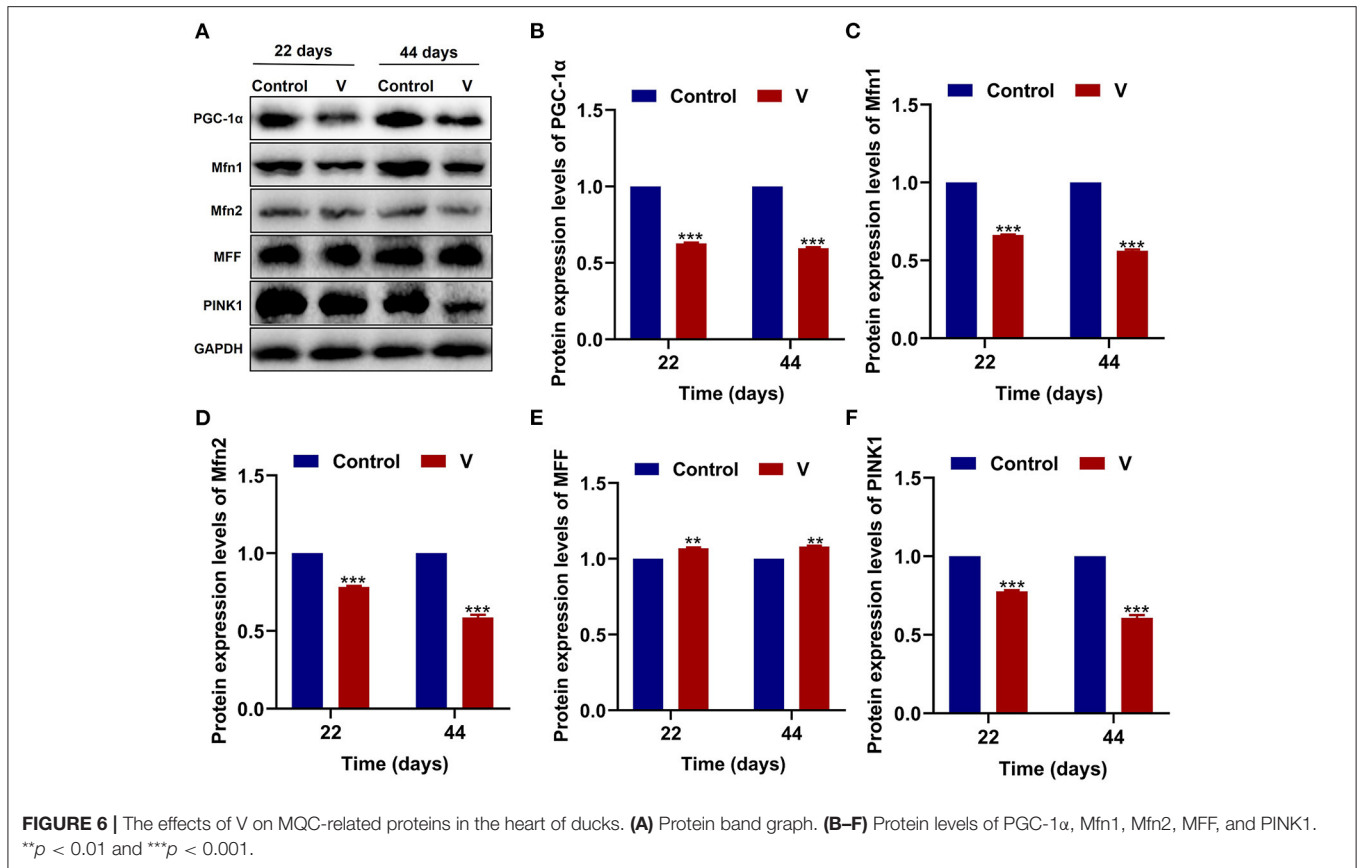 A
22 days 44 days
Control V Control V
PGC-1α
Mfn1
Mfn2
MFF
PINK1
GAPDH
B
Control V
Protein expression levels of PGC-1α
1.5
1.0
0.5
0.0
*** ***
22 44
Time (days)
C
Control V
Protein expression levels of Mfn1
1.5
1.0
0.5
0.0
*** ***
22 44
Time (days)
D
Control V
Protein expression levels of Mfn2
1.5
1.0
0.5
0.0
*** ***
22 44
Time (days)
E
Control V
Protein expression levels of MFF
1.5
1.0
0.5
0.0
** **
22 44
Time (days)
F
Control V
Protein expression levels of PINK1
1.5
1.0
0.5
0.0
*** ***
22 44
Time (days)
FIGURE 6 | The effects of V on MQC-related proteins in the heart of ducks. (A) Protein band graph. (B–F) Protein levels of PGC-1α, Mfn1, Mfn2, MFF, and PINK1.
**p < 0.01 and ***p < 0.001.